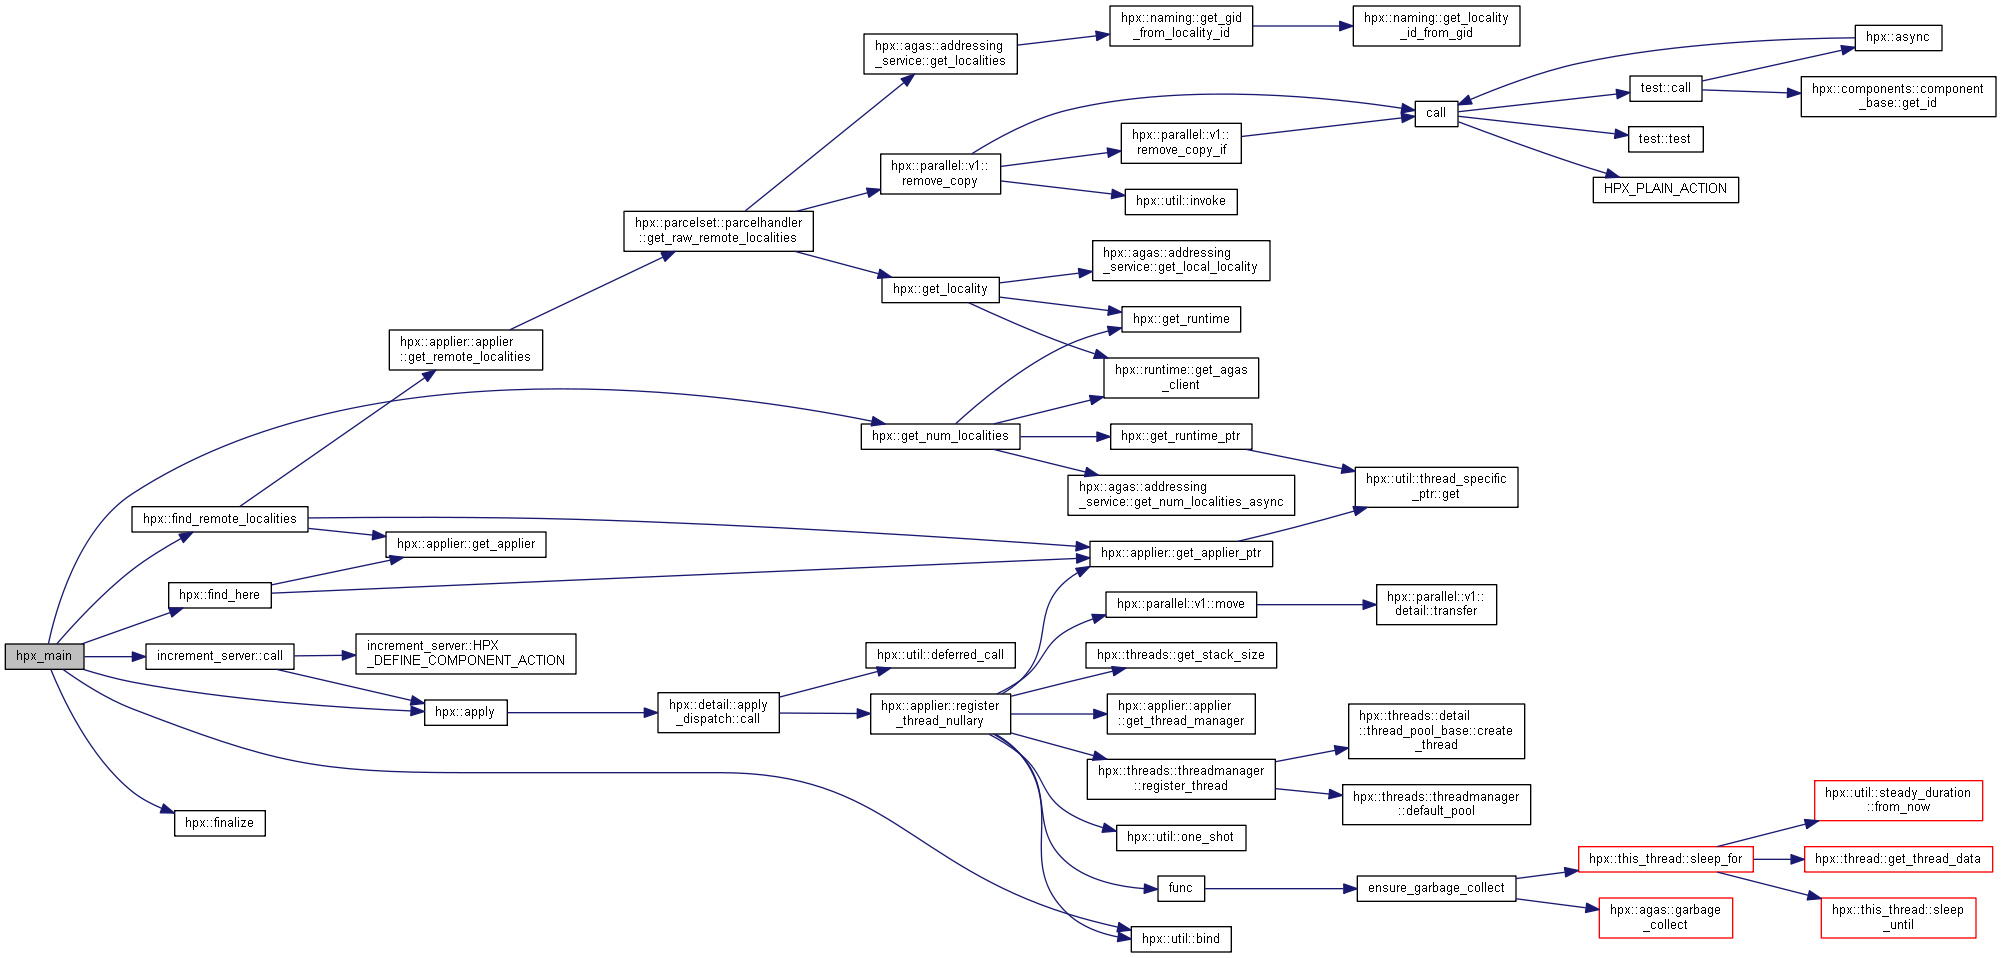 hpx::naming::get_gid
_from_locality_id
hpx::naming::get_locality
_id_from_gid
hpx::agas::addressing
_service::get_localities
hpx::async
test::call
hpx::components::component
_base::get_id
call
hpx::parallel::v1::
remove_copy_if
test::test
hpx::parallel::v1::
remove_copy
HPX_PLAIN_ACTION
hpx::util::invoke
hpx::parcelset::parcelhandler
::get_raw_remote_localities
hpx::agas::addressing
_service::get_local_locality
hpx::get_locality
hpx::get_runtime
hpx::applier::applier
::get_remote_localities
hpx::runtime::get_agas
_client
hpx::get_num_localities
hpx::get_runtime_ptr
hpx::util::thread_specific
_ptr::get
hpx::agas::addressing
_service::get_num_localities_async
hpx::find_remote_localities
hpx::applier::get_applier
hpx::applier::get_applier_ptr
hpx::find_here
hpx::parallel::v1::move
hpx::parallel::v1::
detail::transfer
hpx_main
increment_server::call
increment_server::HPX
_DEFINE_COMPONENT_ACTION
hpx::util::deferred_call
hpx::threads::get_stack_size
hpx::apply
hpx::detail::apply
_dispatch::call
hpx::applier::register
_thread_nullary
hpx::applier::applier
::get_thread_manager
hpx::threads::detail
::thread_pool_base::create
_thread
hpx::threads::threadmanager
::register_thread
hpx::threads::threadmanager
::default_pool
hpx::util::steady_duration
::from_now
hpx::finalize
hpx::util::one_shot
hpx::this_thread::sleep_for
hpx::thread::get_thread_data
func
ensure_garbage_collect
hpx::agas::garbage
_collect
hpx::this_thread::sleep
_until
hpx::util::bind